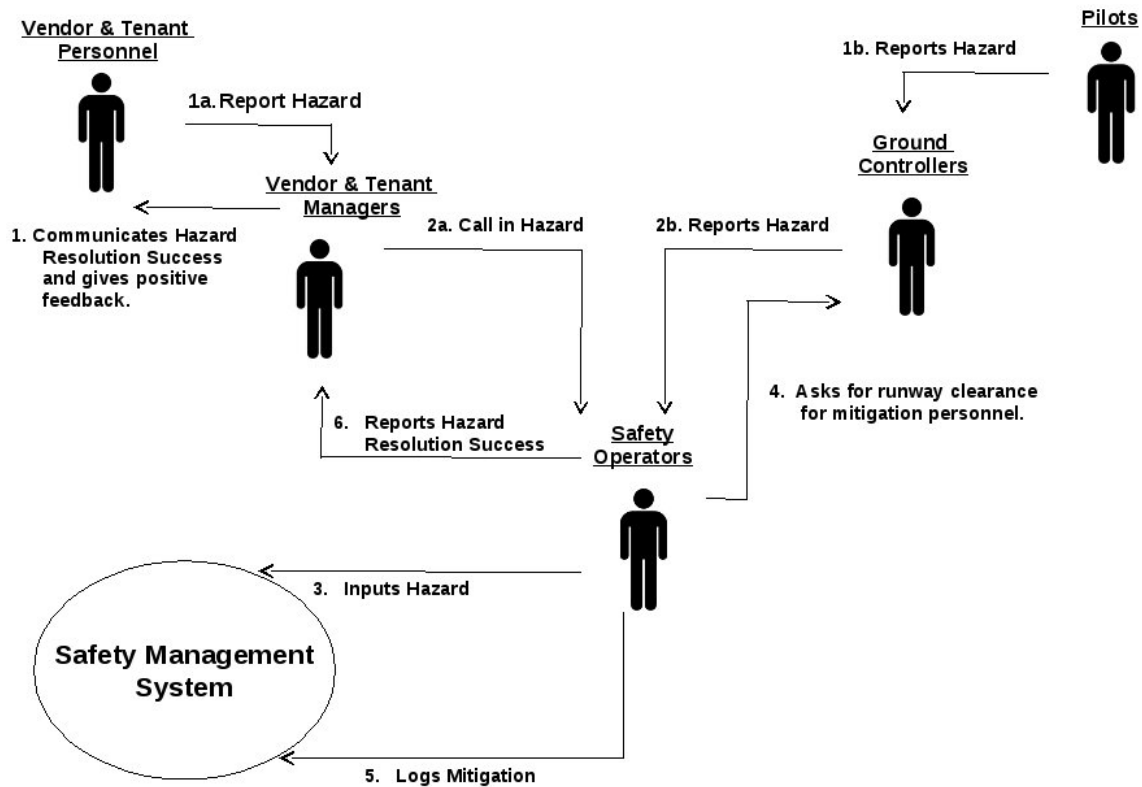 Vendor & Tenant
Personnel
Pilots
1b. Reports Hazard
1a. Report Hazard
Ground
Controllers
Vendor & Tenant
Managers
1. Communicates Hazard
Resolution Success
and gives positive
feedback.
2a. Call in Hazard
2b. Reports Hazard
4. Asks for runway clearance
for mitigation personnel.
6. Reports Hazard
Resolution Success
Safety
Operators
3. Inputs Hazard
Safety Management
System
5. Logs Mitigation